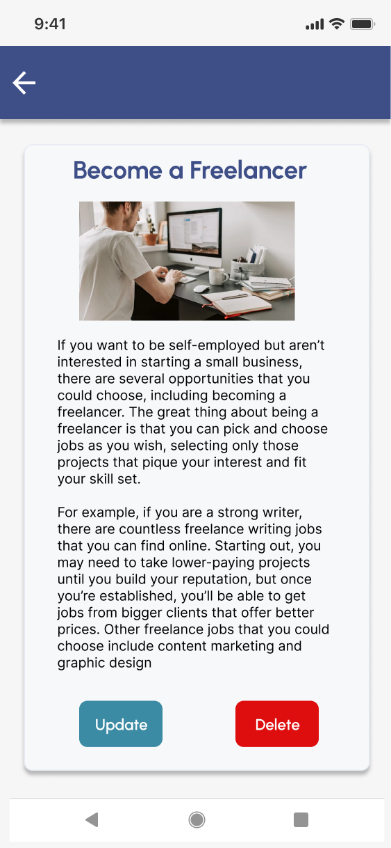 9:41
Become a Freelancer
If you want to be self-employed but aren’t
interested in starting a small business,
there are several opportunities that you
could choose, including becoming a
freelancer. The great thing about being a
freelancer is that you can pick and choose
jobs as you wish, selecting only those
projects that pique your interest and fit
your skill set.
For example, if you are a strong writer,
there are countless freelance writing jobs
that you can find online. Starting out, you
may need to take lower-paying projects
until you build your reputation, but once
you’re established, you’ll be able to get
jobs from bigger clients that offer better
prices. Other freelance jobs that you could
choose include content marketing and
graphic design
Update
Delete